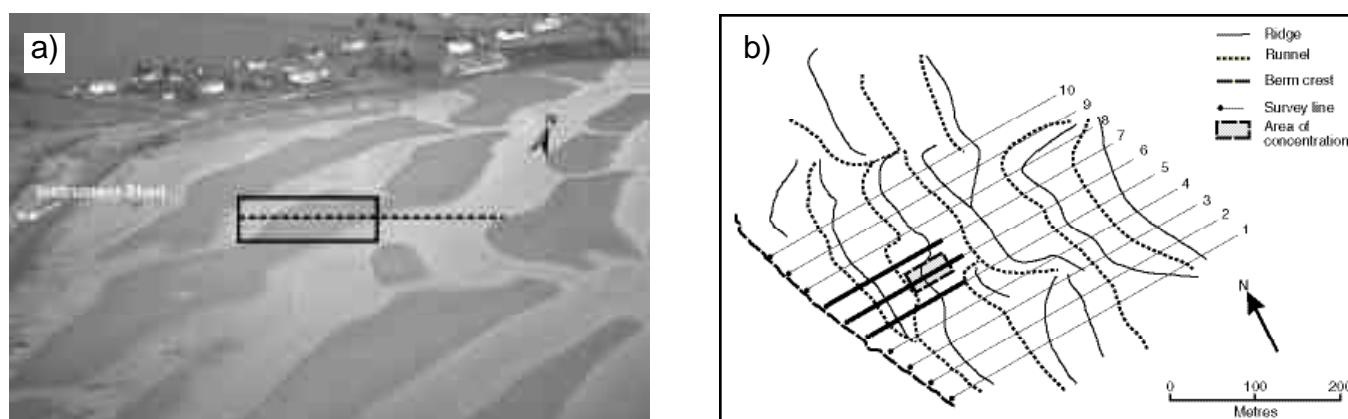 a)
Instrument Shed
b)
Ridge
Runnel
Berm crest
Survey line
Area of
concentration
10
9
8
7
6
5
4
3
2
1
N
0 100 200
Metres